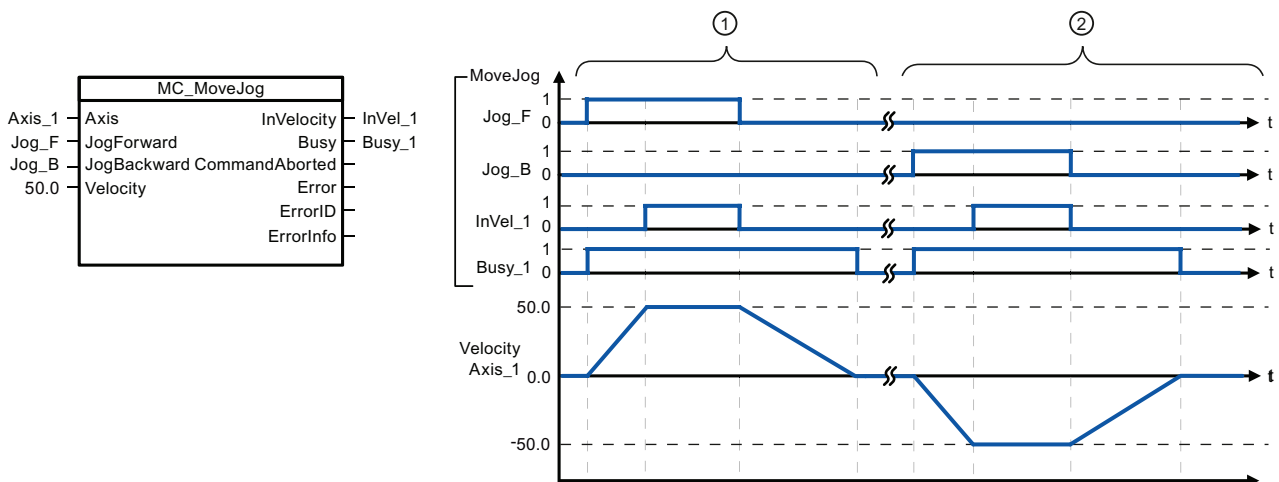 ① ②
MC_MoveJog
Axis_1 Axis InVelocity InVel_1
Jog_F JogForward Busy Busy_1
Jog_B JogBackward CommandAborted
50.0 Velocity Error
ErrorID
ErrorInfo
MoveJog
1
Jog_F
0 t
1
Jog_B
0 t
1
InVel_1
0 t
1
Busy_1
0 t
50.0
Velocity
Axis_1
0.0 t
-50.0